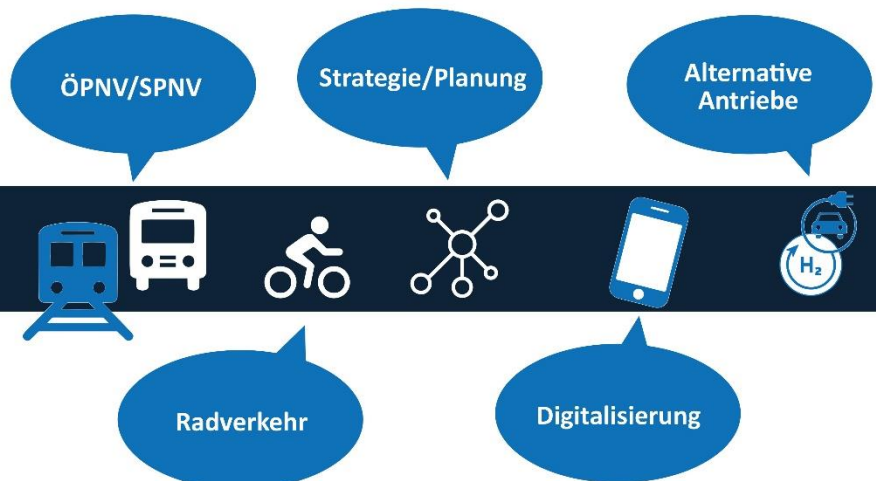 ÖPNV/SPNV
Strategie/Planung
Alternative
Antriebe
H₂
Radverkehr
Digitalisierung